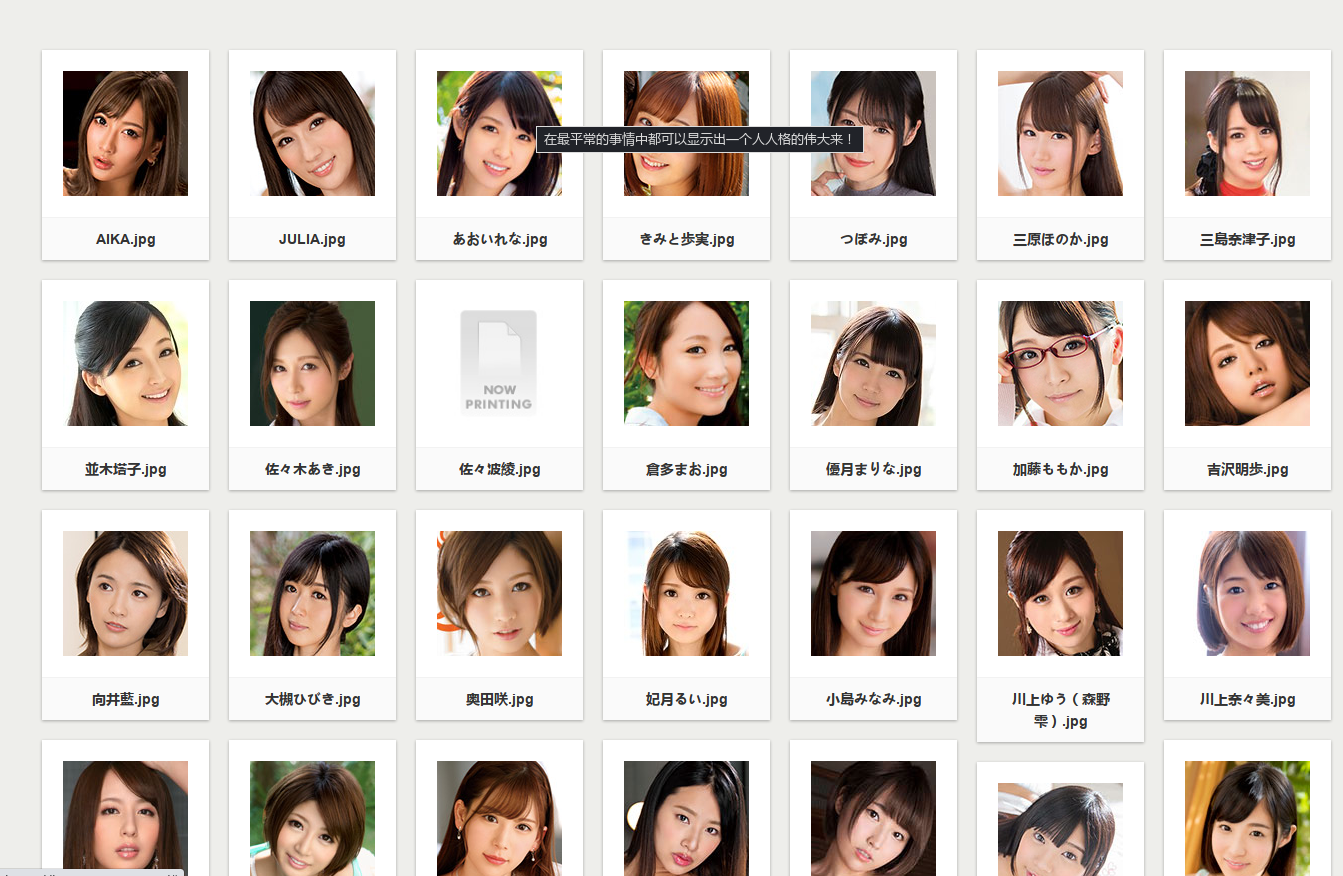 在最平常的事情中都可以显示出一个人人格的伟大来！
AIKA.jpg
JULIA.jpg
あおいれな.jpg
きみと歩実.jpg
つぼみ.jpg
三原ほのか.jpg
三島奈津子.jpg
並木塔子.jpg
佐々木あき.jpg
NOW
PRINTING
佐々波綾.jpg
倉多まお.jpg
優月まりな.jpg
加藤ももか.jpg
吉沢明歩.jpg
向井藍.jpg
大槻ひびき.jpg
奥田咲.jpg
妃月るい.jpg
小島みなみ.jpg
川上ゆう（森野
雫）.jpg
川上奈々美.jpg